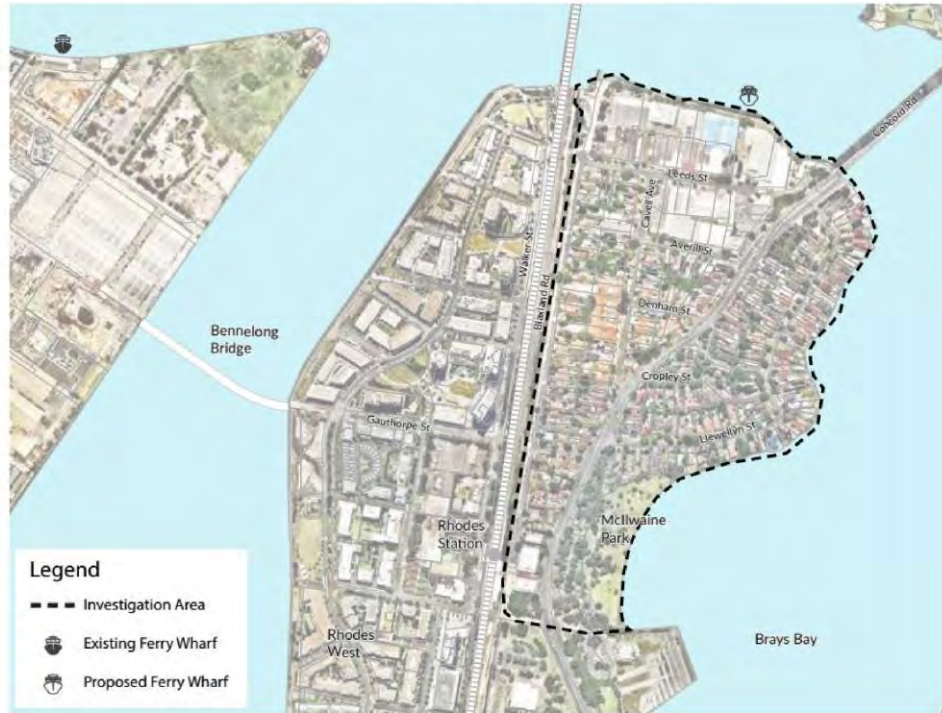 Concord Rd
Leeds St
Cavell Ave
Averill St
Walker St
Blaxland Rd
Denham St
Bennelong
Bridge
Cropley St
Gauthorpe St
Llewellyn St
McIlwaine
Park
Rhodes
Station
Legend
Investigation Area
Existing Ferry Wharf
Proposed Ferry Wharf
Rhodes
West
Brays Bay